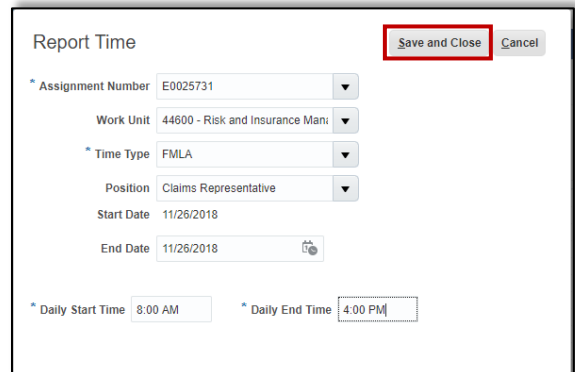 Report Time
Save and Close Cancel
* Assignment Number E0025731
Work Unit 44600 - Risk and Insurance Mana
* Time Type FMLA
Position Claims Representative
Start Date 11/26/2018
End Date 11/26/2018
* Daily Start Time 8:00 AM * Daily End Time 4:00 PM